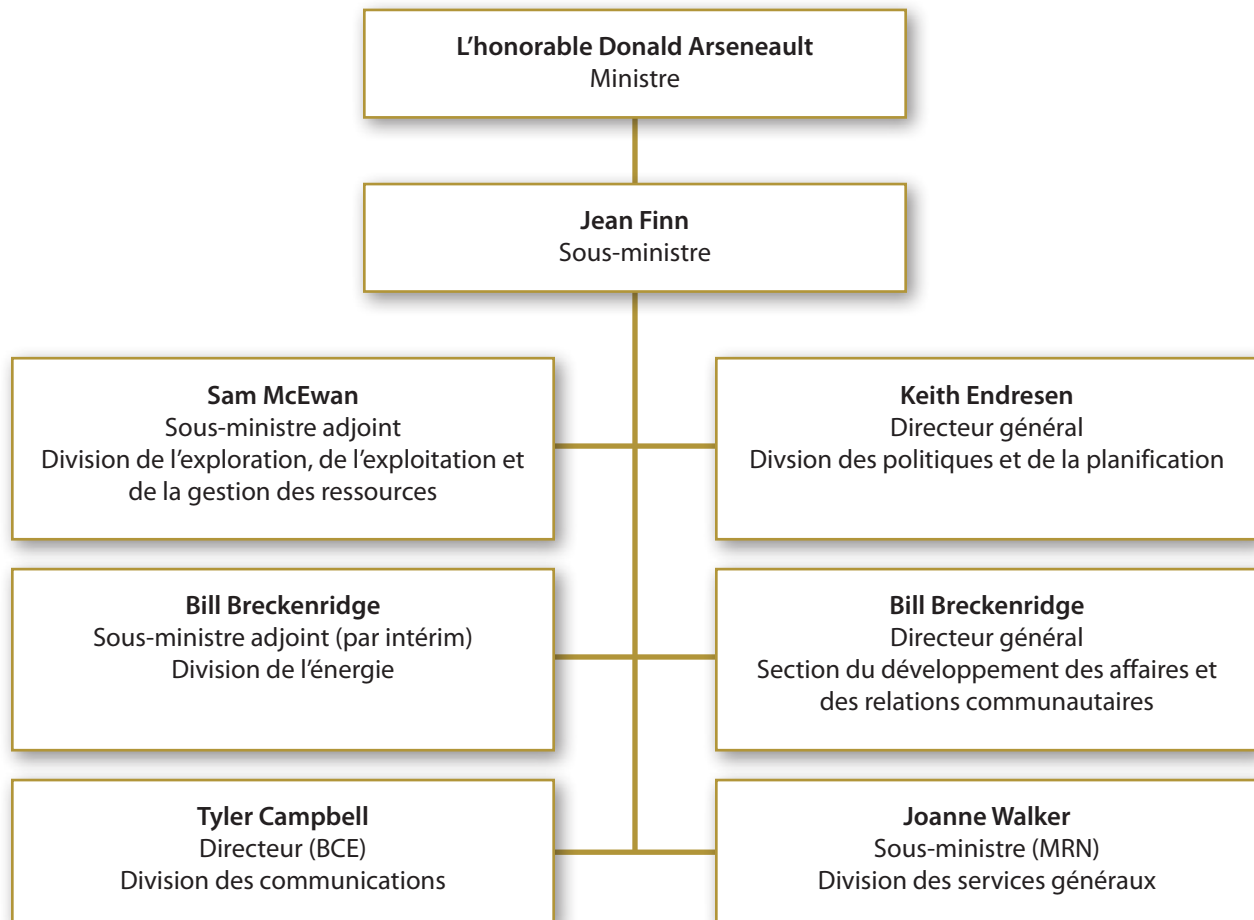 L’honorable Donald Arseneault
Ministre
Jean Finn
Sous-ministre
Sam McEwan
Sous-ministre adjoint
Division de l’exploration, de l’exploitation et
de la gestion des ressources
Keith Endresen
Directeur général
Divsion des politiques et de la planification
Bill Breckenridge
Sous-ministre adjoint (par intérim)
Division de l’énergie
Bill Breckenridge
Directeur général
Section du développement des affaires et
des relations communautaires
Tyler Campbell
Directeur (BCE)
Division des communications
Joanne Walker
Sous-ministre (MRN)
Division des services généraux